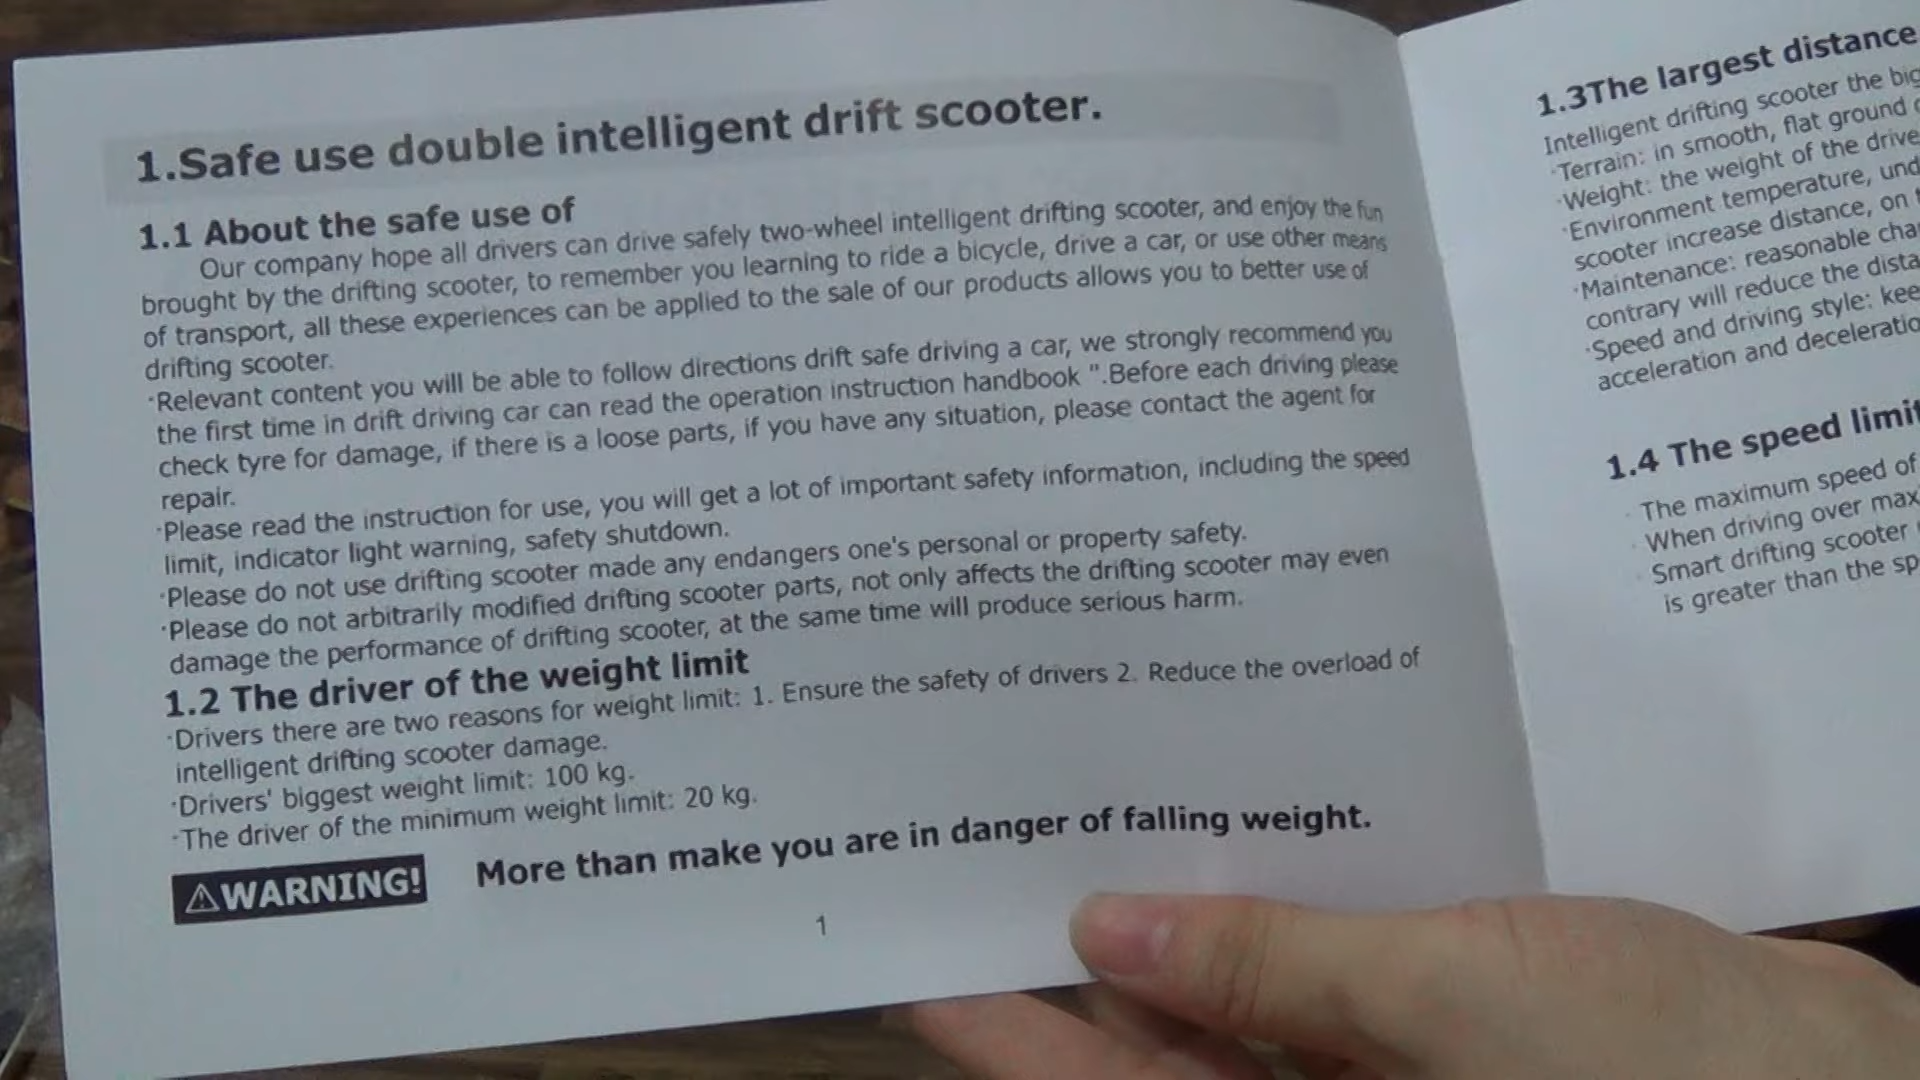 1.Safe use double intelligent drift scooter.
1.1 About the safe use of
Our company hope all drivers can drive safely two-wheel intelligent drifting scooter, and enjoy the fun
brought by the drifting scooter, to remember you learning to ride a bicycle, drive a car, or use other means
of transport, all these experiences can be applied to the sale of our products allows you to better use of
drifting scooter.
·Relevant content you will be able to follow directions drift safe driving a car, we strongly recommend you
the first time in drift driving car can read the operation instruction handbook ".Before each driving please
check tyre for damage, if there is a loose parts, if you have any situation, please contact the agent for
repair.
·Please read the instruction for use, you will get a lot of important safety information, including the speed
limit, indicator light warning, safety shutdown.
·Please do not use drifting scooter made any endangers one's personal or property safety.
·Please do not arbitrarily modified drifting scooter parts, not only affects the drifting scooter may even
damage the performance of drifting scooter, at the same time will produce serious harm.
1.2 The driver of the weight limit
·Drivers there are two reasons for weight limit: 1. Ensure the safety of drivers 2. Reduce the overload of
intelligent drifting scooter damage.
·Drivers' biggest weight limit: 100 kg.
·The driver of the minimum weight limit: 20 kg.
⚠WARNING! More than make you are in danger of falling weight.
1
1.3The largest distance
Intelligent drifting scooter the big
·Terrain: in smooth, flat ground
·Weight: the weight of the drive
·Environment temperature, und
scooter increase distance, on
·Maintenance: reasonable cha
contrary will reduce the dista
·Speed and driving style: kee
acceleration and deceleratio
1.4 The speed limit
· The maximum speed of
· When driving over max
· Smart drifting scooter
is greater than the sp